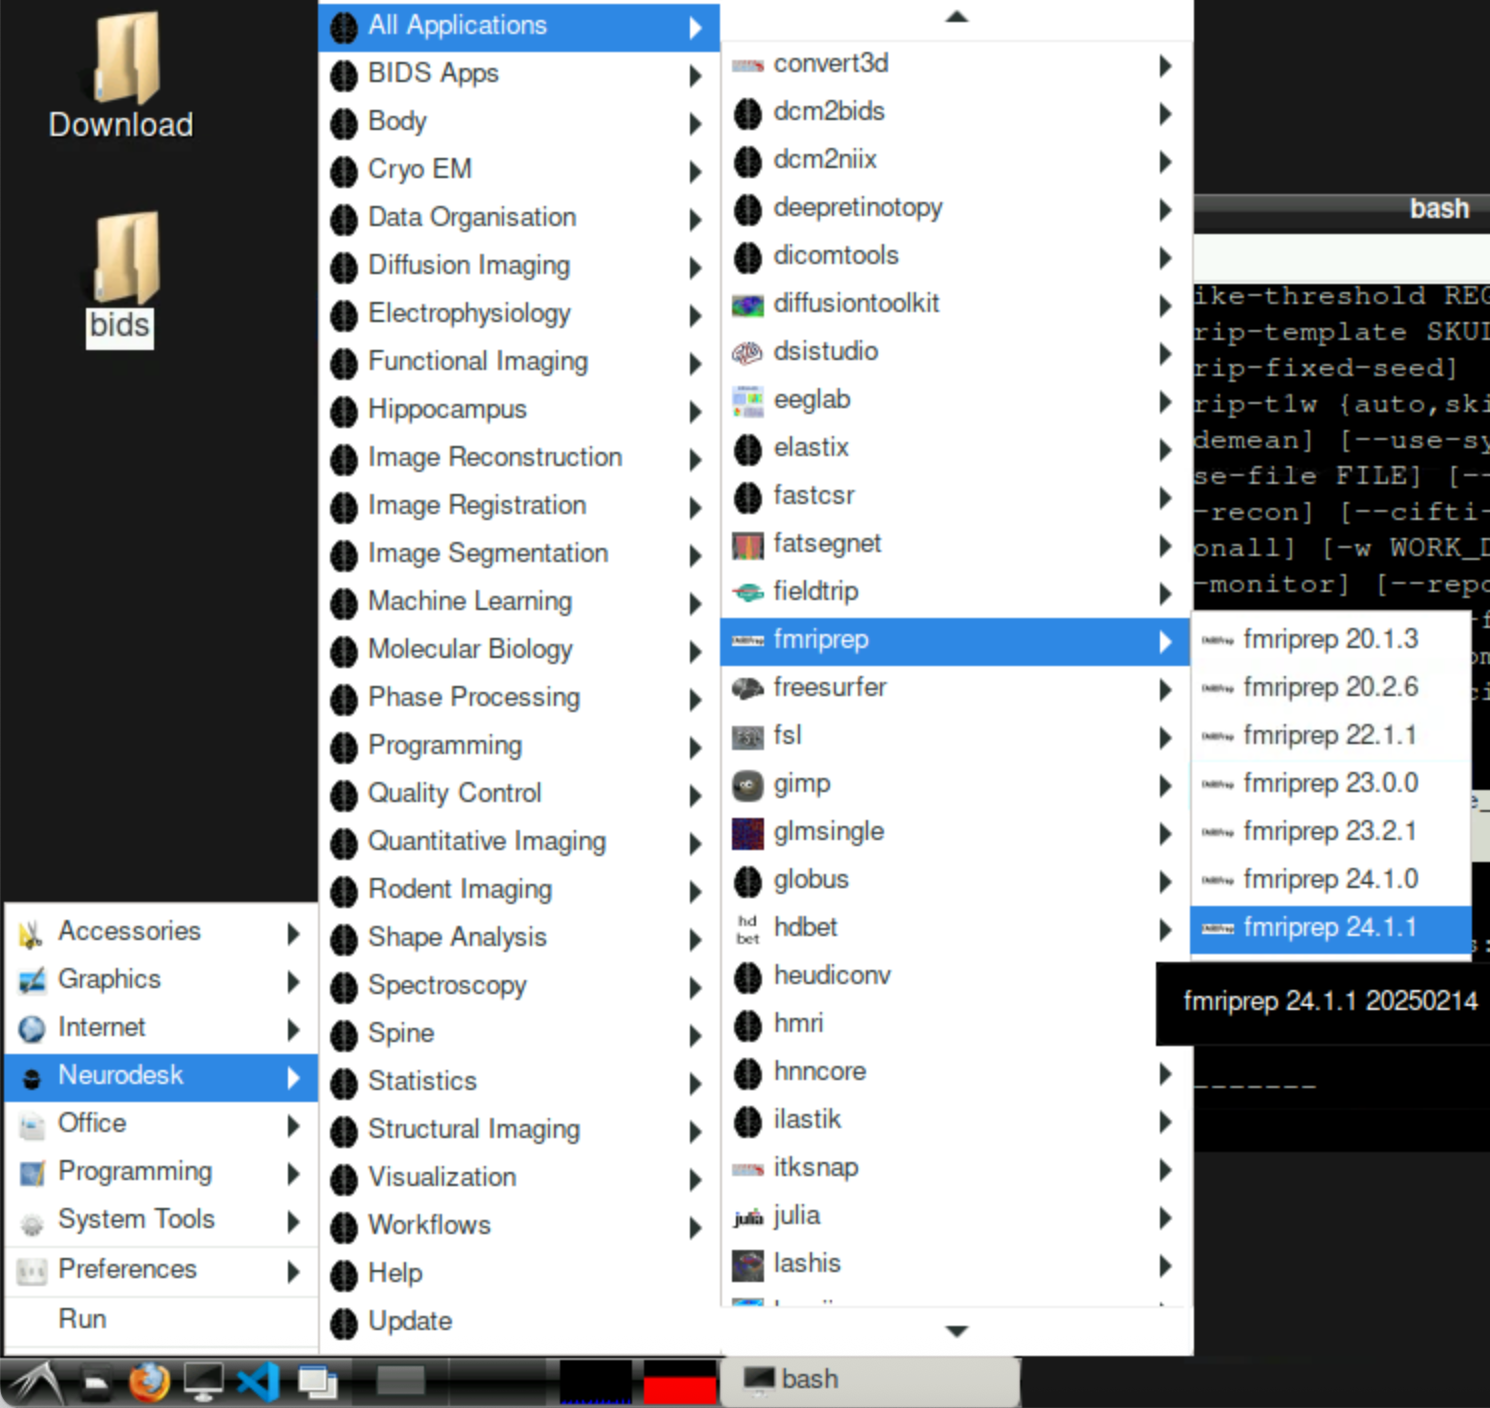 Download
bids
Accessories
Graphics
Internet
Neurodesk
Office
Programming
System Tools
Preferences
Run
All Applications
BIDS Apps
Body
Cryo EM
Data Organisation
Diffusion Imaging
Electrophysiology
Functional Imaging
Hippocampus
Image Reconstruction
Image Registration
Image Segmentation
Machine Learning
Molecular Biology
Phase Processing
Programming
Quality Control
Quantitative Imaging
Rodent Imaging
Shape Analysis
Spectroscopy
Spine
Statistics
Structural Imaging
Visualization
Workflows
Help
Update
convert3d
dcm2bids
dcm2niix
deepretinotopy
dicomtools
diffusiontoolkit
dsistudio
eeglab
elastix
fastcsr
fatsegnet
fieldtrip
fmriprep
freesurfer
fsl
gimp
glmsingle
globus
hd
bet
hdbet
heudiconv
hmri
hnncore
ilastik
itksnap
julia
julia
lashis
fmriprep 20.1.3
fmriprep 20.2.6
fmriprep 22.1.1
fmriprep 23.0.0
fmriprep 23.2.1
fmriprep 24.1.0
fmriprep 24.1.1
fmriprep 24.1.1 20250214
bash
ike-threshold REG
rip-template SKUL
rip-fixed-seed]
rip-t1w {auto,ski
demean] [--use-sy
se-file FILE] [--
-recon] [--cifti-
onall] [-w WORK_D
-monitor] [--repo
-------
bash